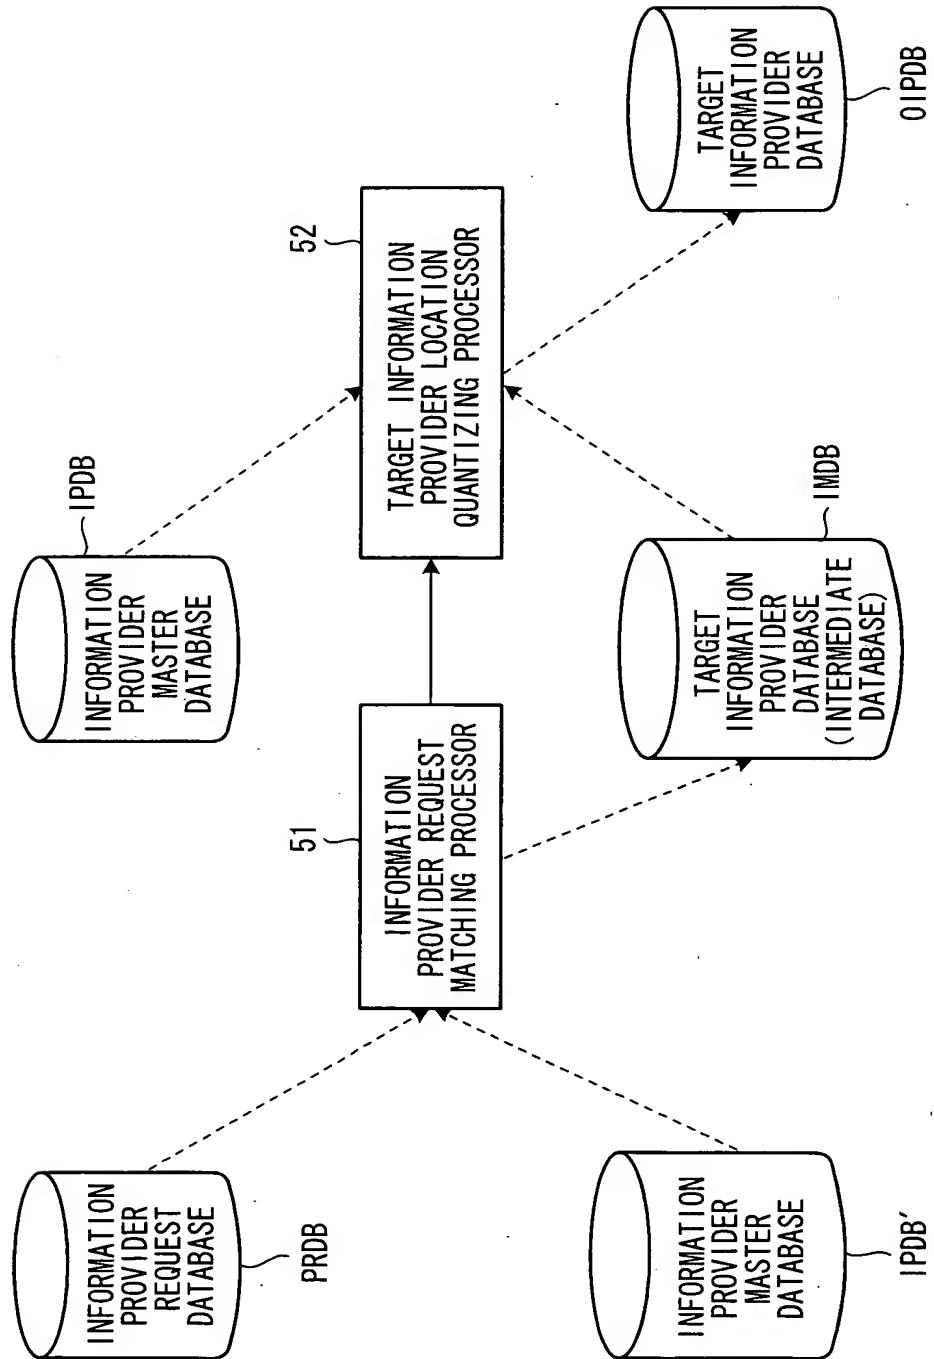 INFORMATION
PROVIDER
REQUEST
DATABASE
PRDB
INFORMATION
PROVIDER
MASTER
DATABASE
IPDB'
51
INFORMATION
PROVIDER REQUEST
MATCHING PROCESSOR
INFORMATION
PROVIDER
MASTER
DATABASE
IPDB
TARGET
INFORMATION
PROVIDER
DATABASE
(INTERMEDIATE
DATABASE)
IMDB
52
TARGET INFORMATION
PROVIDER LOCATION
QUANTIZING PROCESSOR
TARGET
INFORMATION
PROVIDER
DATABASE
OIPDB